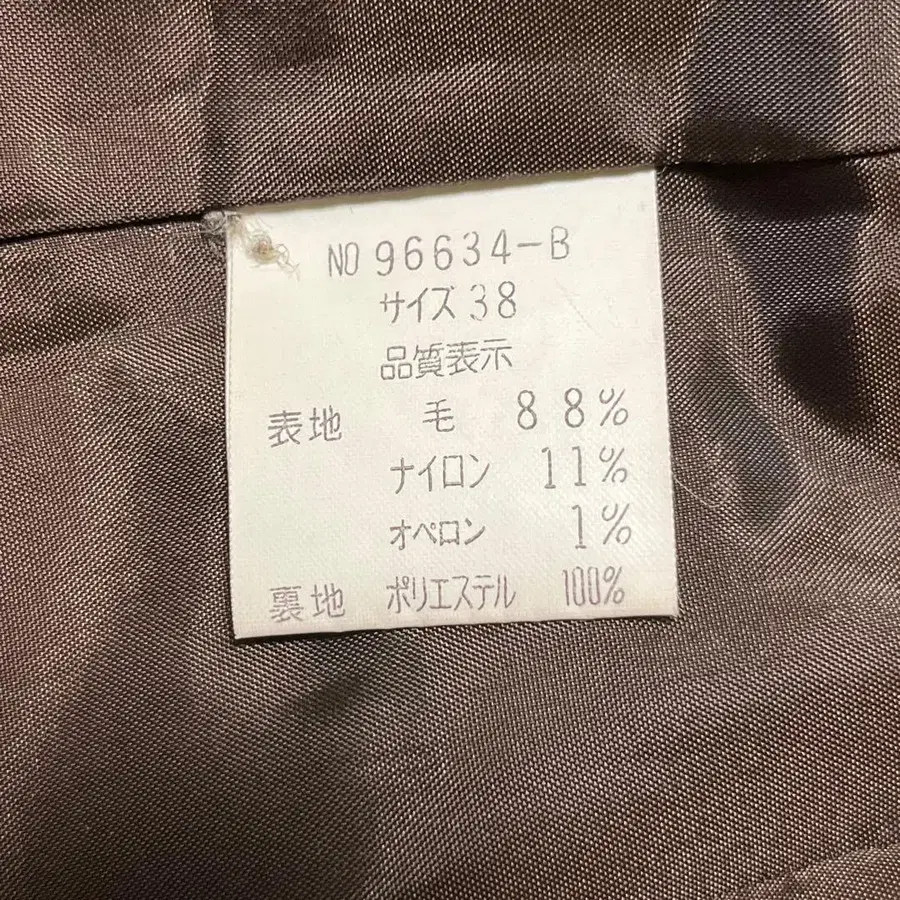 NO 96634-B
サイズ 38
品質表示
表地 毛 88%
ナイロン 11%
オペロン 1%
裏地 ポリエステル 100%